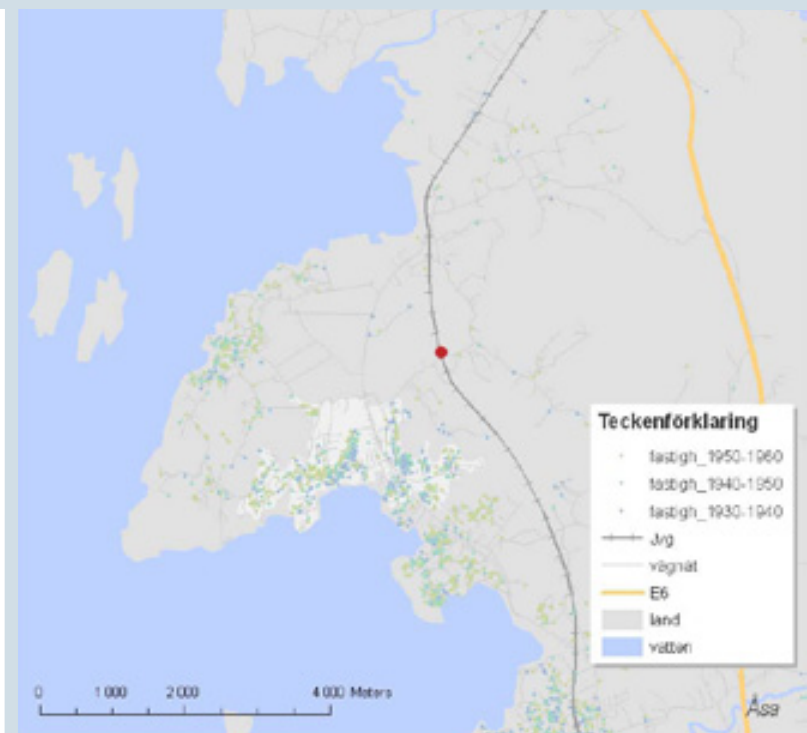 Teckenförklaring
fastigh_1950-1960
fastigh_1940-1950
fastigh_1930-1940
Jvg
vägnät
E6
land
vatten
0 1 000 2 000 4 000 Meters
Åsa